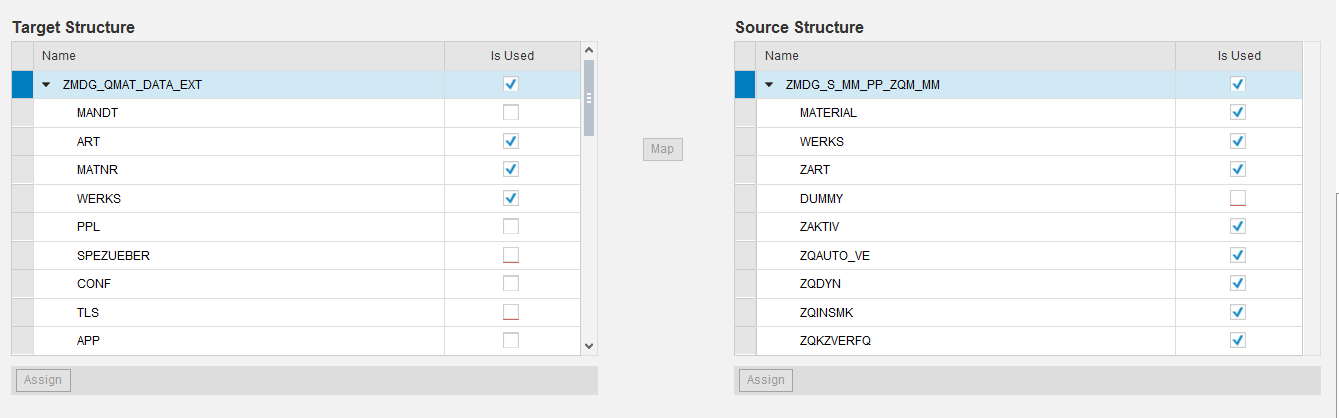 Target Structure
Name Is Used
ZMDG_QMAT_DATA_EXT
MANDT
ART
MATNR
WERKS
PPL
SPEZUEBER
CONF
TLS
APP
Assign
Map
Source Structure
Name Is Used
ZMDG_S_MM_PP_ZQM_MM
MATERIAL
WERKS
ZART
DUMMY
ZAKTIV
ZQAUTO_VE
ZQDYN
ZQINSMK
ZQKZVERFQ
Assign